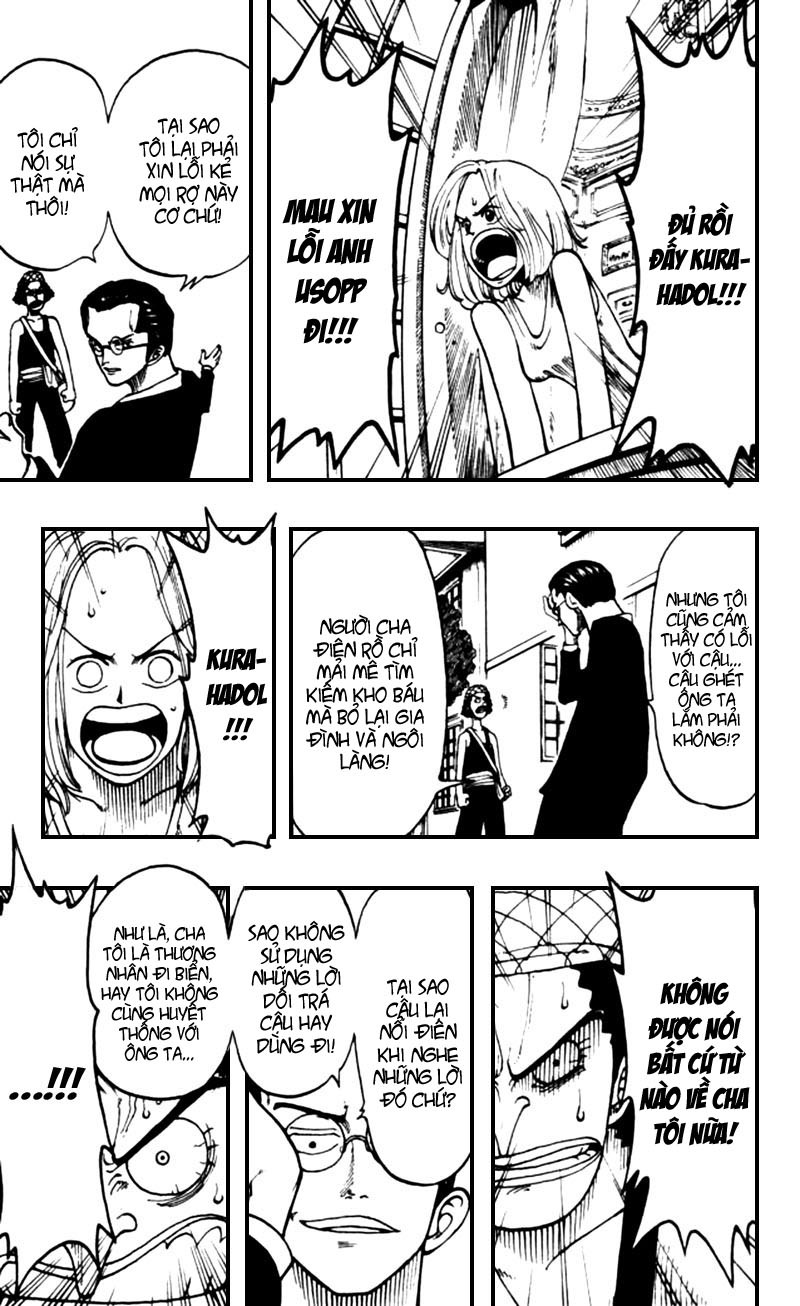 ĐỦ RỒI
ĐẤY KURA-
HADOL!!!
MAU XIN
LỖI ANH
USOPP
ĐI!!!
TẠI SAO
TÔI LẠI PHẢI
XIN LỖI KẺ
MỌI RỢ NÀY
CƠ CHỨ!
TÔI CHỈ
NÓI SỰ
THẬT MÀ
THÔI!
NHƯNG TÔI
CŨNG CẢM
THẤY CÓ LỖI
VỚI CẬU...
CẬU GHÉT
ÔNG TA
LẮM PHẢI
KHÔNG!?
NGƯỜI CHA
ĐIÊN RỒ CHỈ
MẢI MÊ TÌM
KIẾM KHO BÁU
MÀ BỎ LẠI GIA
ĐÌNH VÀ NGÔI
LÀNG!
KURA-
HADOL
!!!
KHÔNG
ĐƯỢC NÓI
BẤT CỨ TỪ
NÀO VỀ CHA
TÔI NỮA!
TẠI SAO
CẬU LẠI
NỔI ĐIÊN
KHI NGHE
NHỮNG LỜI
ĐÓ CHỨ?
SAO KHÔNG
SỬ DỤNG
NHỮNG LỜI
DỐI TRÁ
CẬU HAY
DÙNG ĐI!
NHƯ LÀ, CHA
TÔI LÀ THƯƠNG
NHÂN ĐI BIỂN,
HAY TÔI KHÔNG
CÙNG HUYẾT
THỐNG VỚI
ÔNG TA...
...!!!